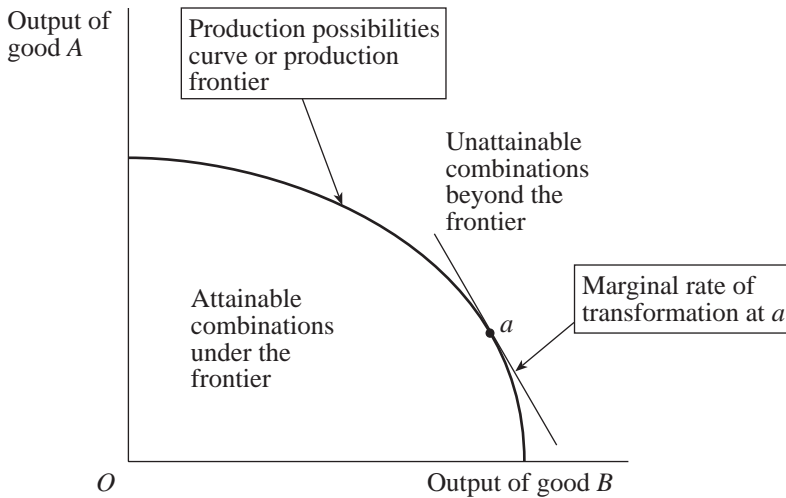 Output of
good A
Production possibilities
curve or production
frontier
Unattainable
combinations
beyond the
frontier
Marginal rate of
transformation at a
Attainable
combinations
under the
frontier
a
O
Output of good B